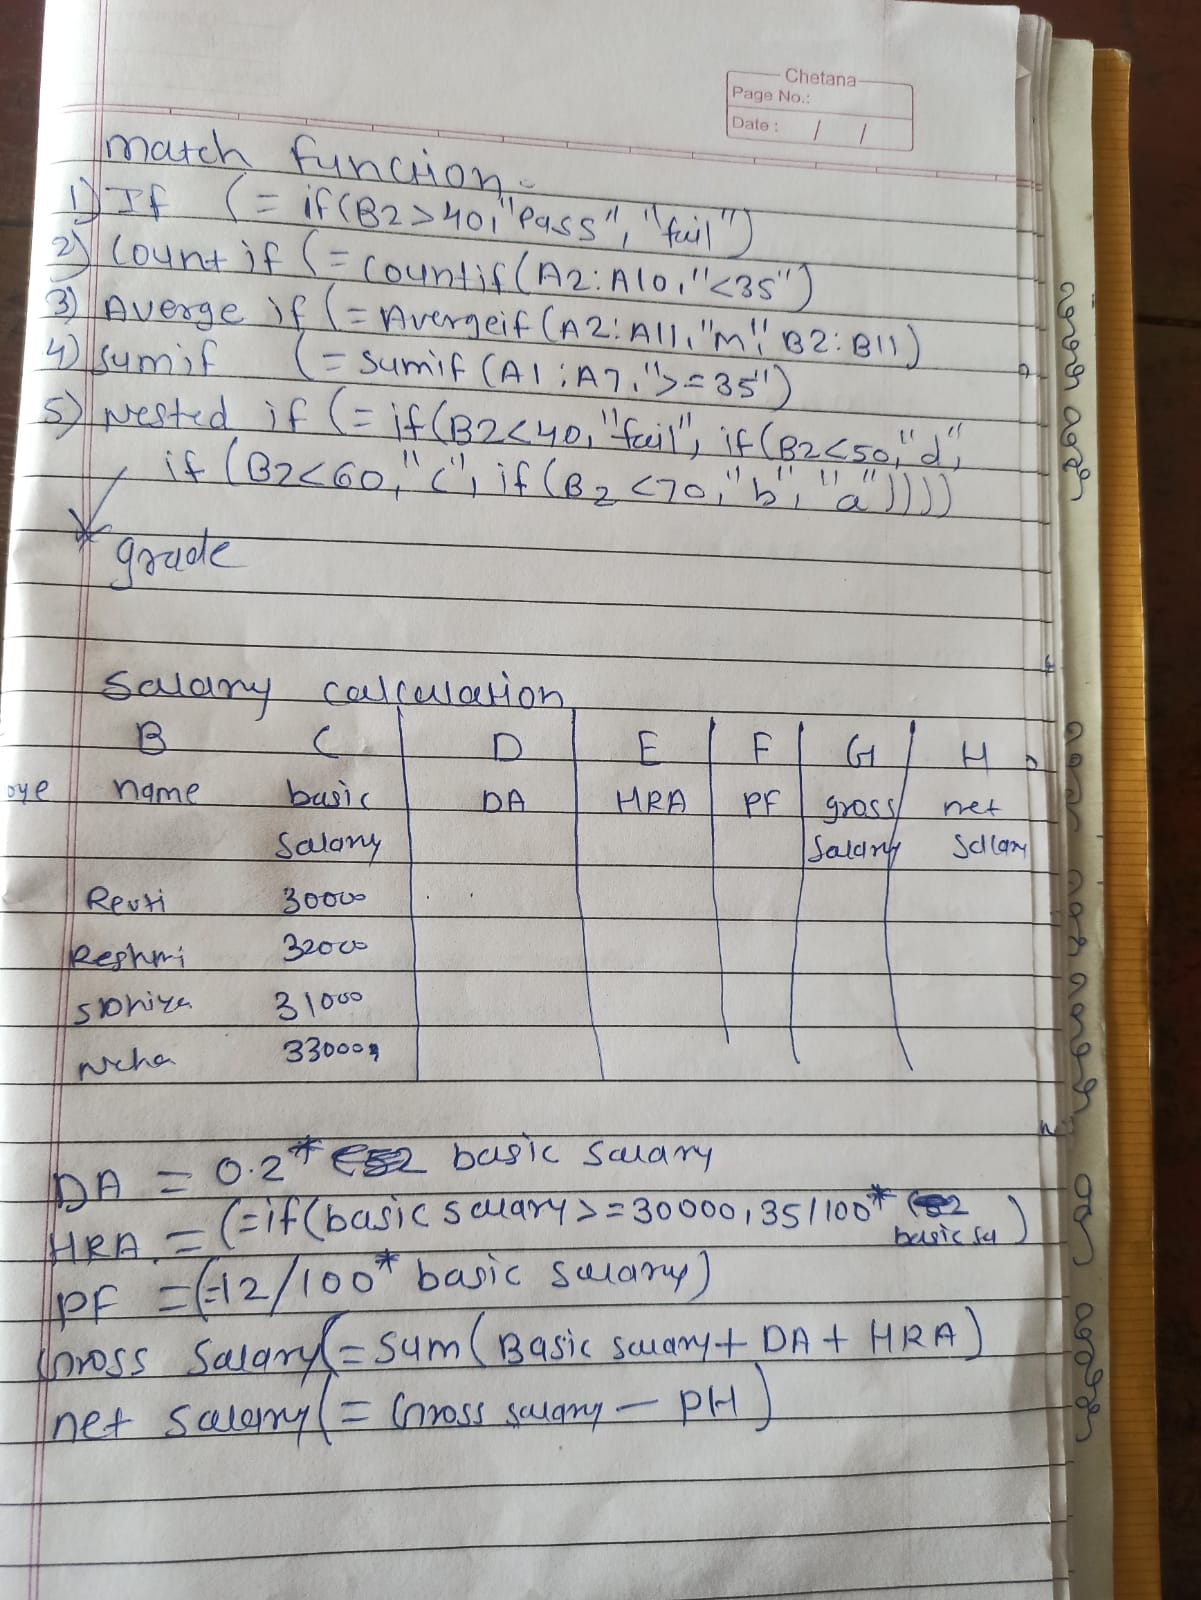 Chetana
Page No.:
Date : / /
match function
1) If (= if(B2>40,"Pass", "fail")
2) Count if (= countif(A2:A10,"<35")
3) Averge if (= Avergeif(A2:A11,"m", B2:B11)
4) sumif (= sumif (A1:A7,">=35")
5) Nested if (= if(B2<40,"fail", if(B2<50,"d",
if (B2<60,"c", if(B2<70,"b","a"))))
grade
Salary calculation
B C D E F G H
oye name basic DA HRA PF gross net
Salary Salary Salary
Revti 30000
Reshmi 32000
31000
Neha 33000
DA = 0.2* basic salary
HRA = (=if(basic salary>=30000,35/100*
basic sal)
PF = (=12/100* basic salary)
Gross Salary(= Sum(Basic salary+ DA + HRA)
net Salary(= Gross salary - PH)